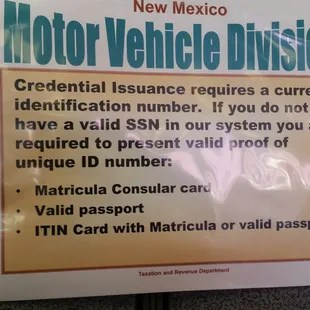 New Mexico
Motor Vehicle Divisi
Credential Issuance requires a curre
identification number. If you do not
have a valid SSN in our system you a
required to present valid proof of
unique ID number:
• Matricula Consular card
• Valid passport
• ITIN Card with Matricula or valid passp
Taxation and Revenue Department